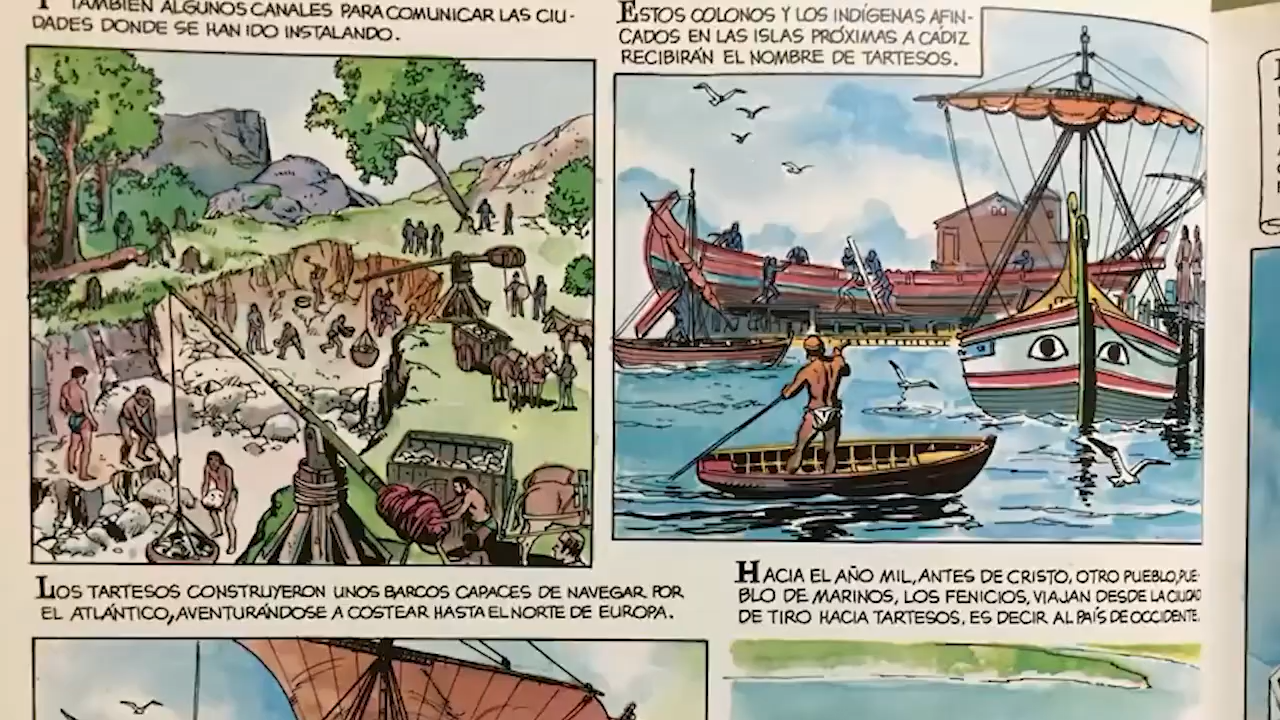 TAMBIÉN ALGUNOS CANALES PARA COMUNICAR LAS CIU-
DADES DONDE SE HAN IDO INSTALANDO.
ESTOS COLONOS Y LOS INDÍGENAS AFIN-
CADOS EN LAS ISLAS PRÓXIMAS A CÁDIZ
RECIBIRÁN EL NOMBRE DE TARTESOS.
LOS TARTESOS CONSTRUYERON UNOS BARCOS CAPACES DE NAVEGAR POR
EL ATLÁNTICO, AVENTURÁNDOSE A COSTEAR HASTA EL NORTE DE EUROPA.
HACIA EL AÑO MIL, ANTES DE CRISTO, OTRO PUEBLO, PUE-
BLO DE MARINOS, LOS FENICIOS, VIAJAN DESDE LA CIUDAD
DE TIRO HACIA TARTESOS, ES DECIR AL PAÍS DE OCCIDENTE.